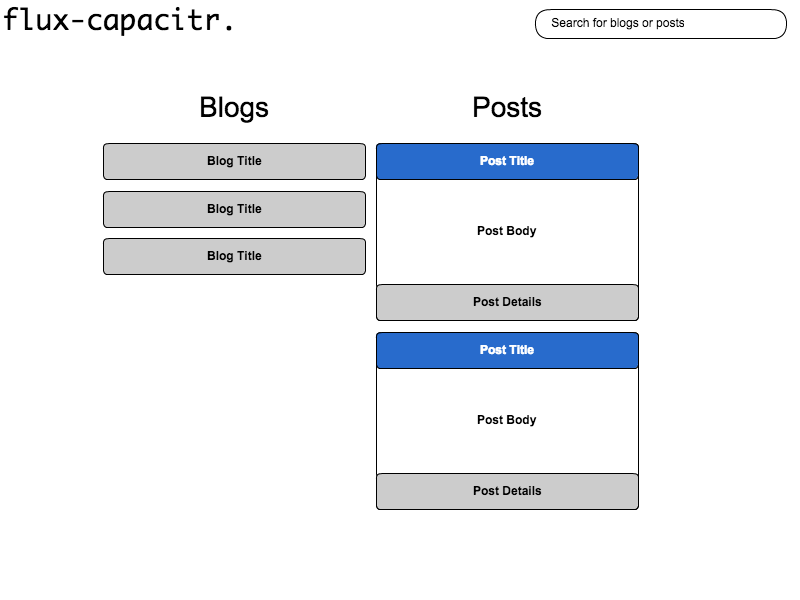 flux-capacitr.
Search for blogs or posts
Blogs
Blog Title
Blog Title
Blog Title
Posts
Post Title
Post Body
Post Details
Post Title
Post Body
Post Details